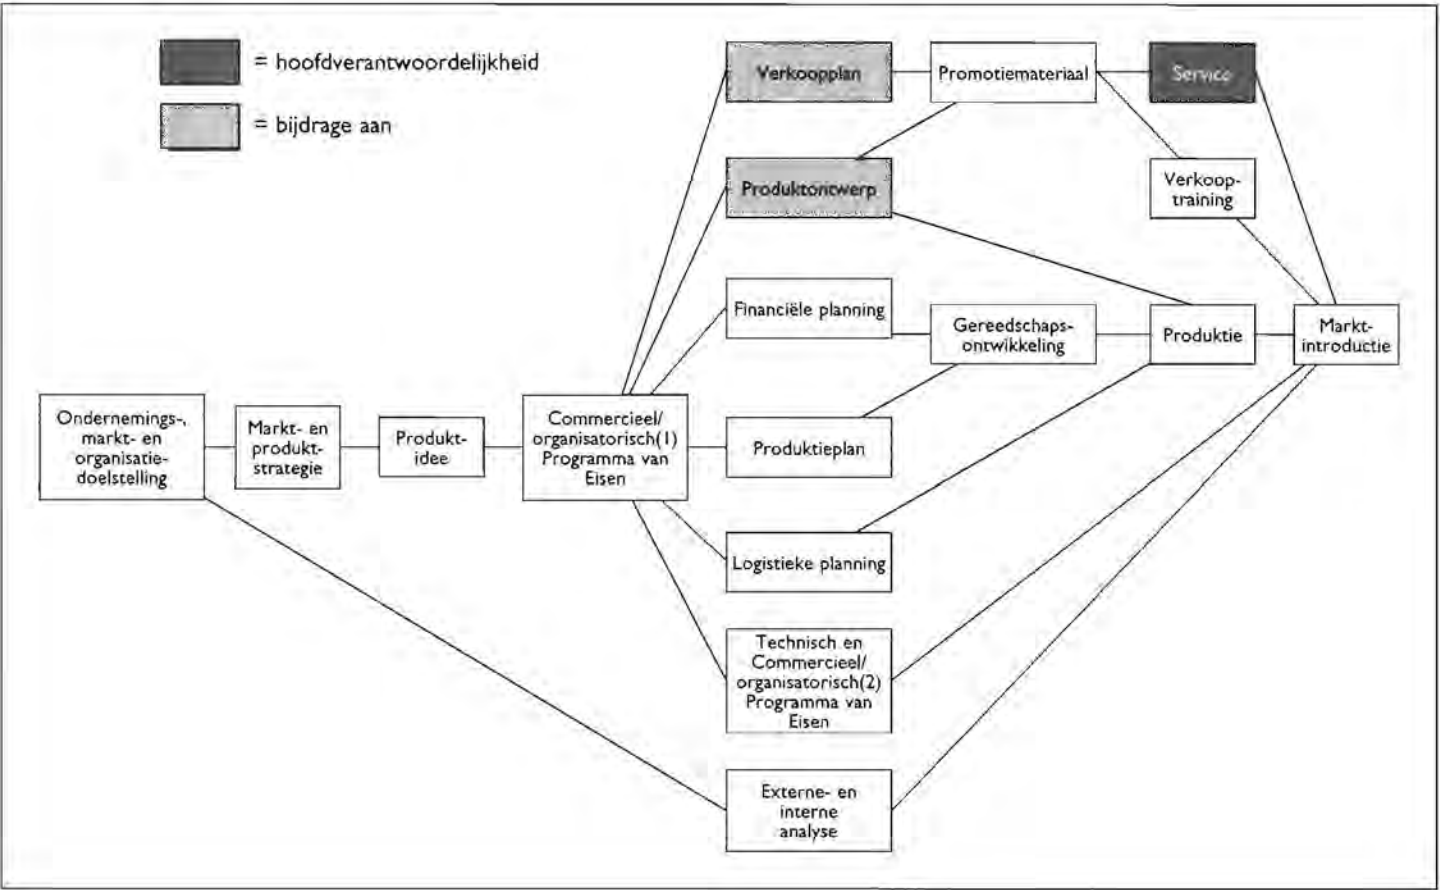 = hoofdverantwoordelijkheid
= bijdrage aan
Verkoopplan
Promotiemateriaal
Service
Produktontwerp
Verkoop-
training
Financiële planning
Gereedschaps-
ontwikkeling
Produktie
Markt-
introductie
Ondernemings-,
markt- en
organisatie-
doelstelling
Markt- en
produkt-
strategie
Produkt-
idee
Commercieel/
organisatorisch(1)
Programma van
Eisen
Produktieplan
Logistieke planning
Technisch en
Commercieel/
organisatorisch(2)
Programma van
Eisen
Externe- en
interne
analyse